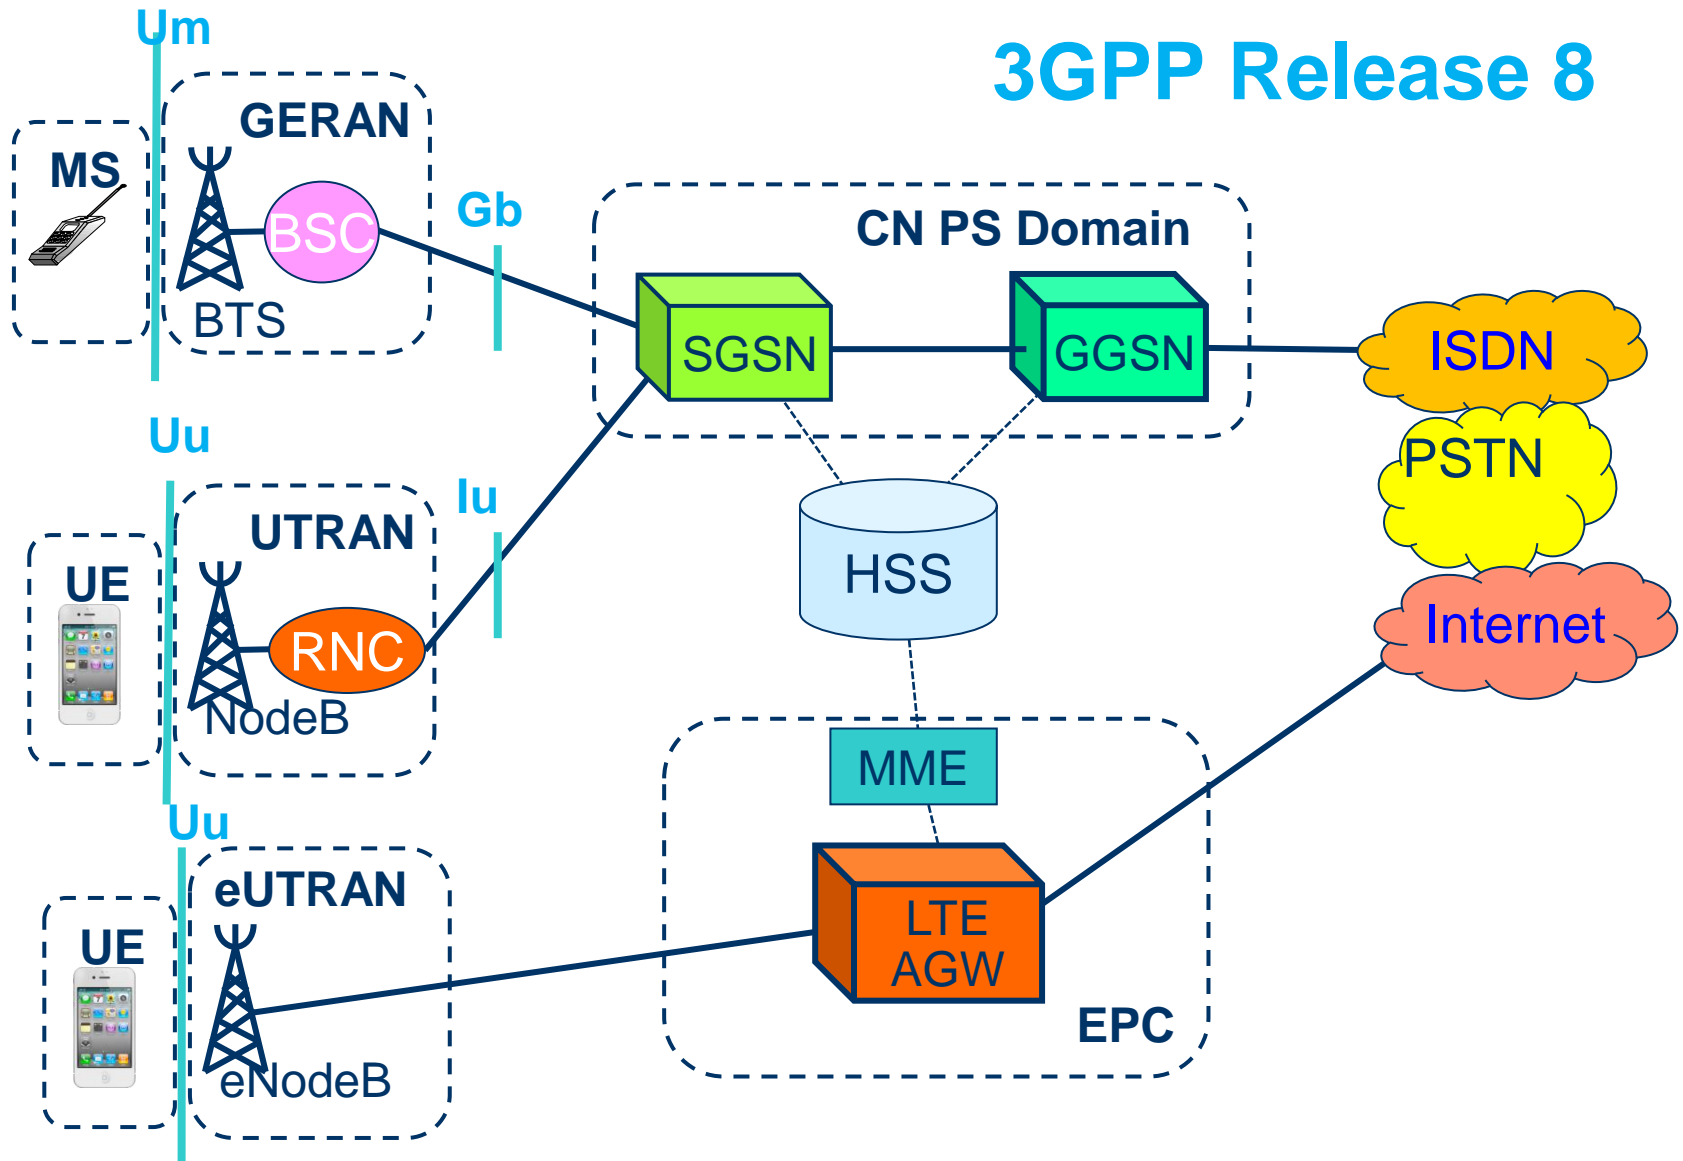 Um
3GPP Release 8
GERAN
MS
BSC
BTS
Gb
CN PS Domain
SGSN
GGSN
ISDN
PSTN
Internet
Uu
UTRAN
Iu
UE
RNC
NodeB
HSS
MME
Uu
eUTRAN
UE
eNodeB
LTE
AGW
EPC